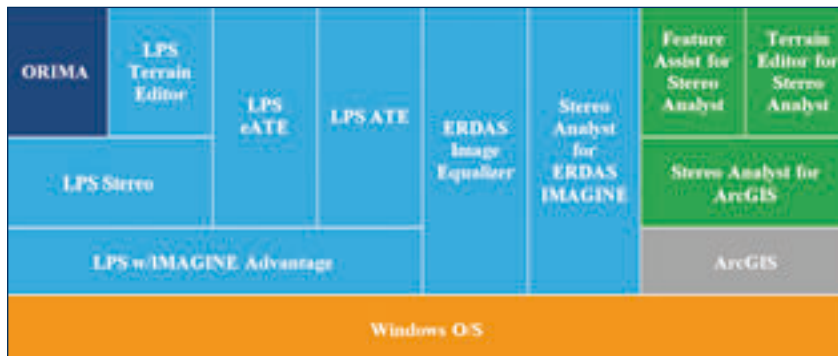 ORIMA
LPS
Terrain
Editor
LPS
eATE
LPS ATE
ERDAS
Image
Equalizer
Stereo
Analyst
for
ERDAS
IMAGINE
Feature
Assist for
Stereo
Analyst
Terrain
Editor for
Stereo
Analyst
LPS Stereo
Stereo Analyst for
ArcGIS
LPS w/IMAGINE Advantage
ArcGIS
Windows O/S